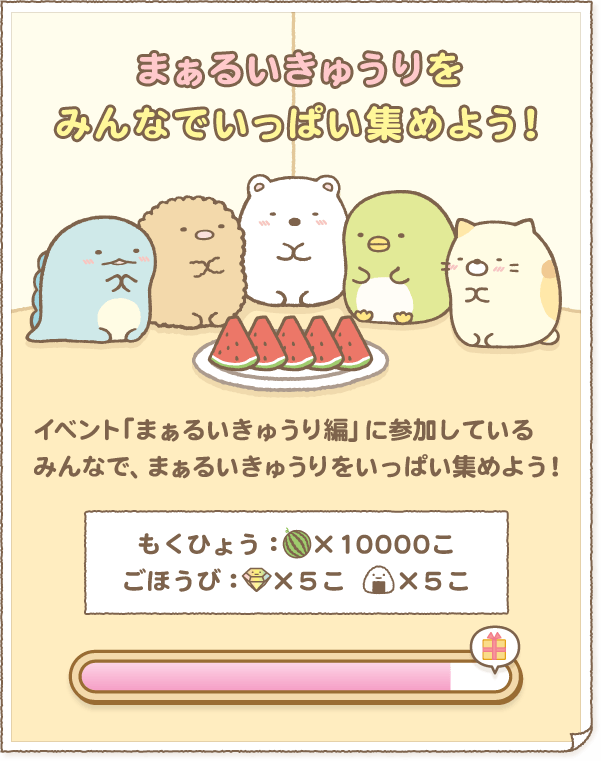 まぁるいきゅうりを
みんなでいっぱい集めよう！
イベント「まぁるいきゅうり編」に参加している
みんなで、まぁるいきゅうりをいっぱい集めよう！
もくひょう：×10000こ
ごほうび：×５こ ×５こ